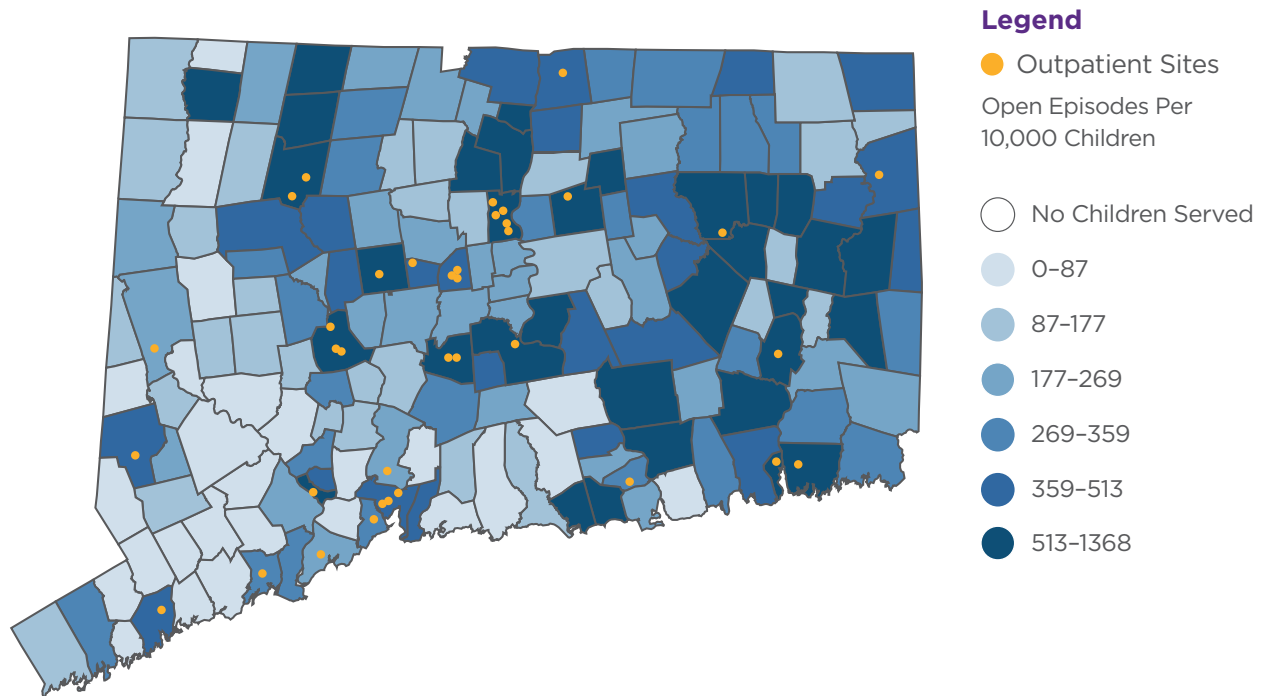 Legend
Outpatient Sites
Open Episodes Per
10,000 Children
No Children Served
0–87
87–177
177–269
269–359
359–513
513–1368